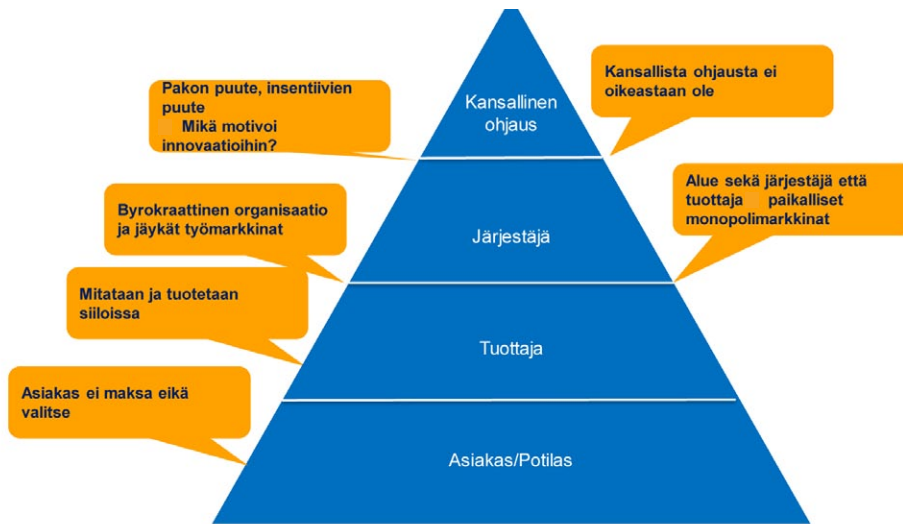 Pakon puute, insentiivien
puute
Mikä motivoi
innovaatioihin?
Kansallinen
ohjaus
Kansallista ohjausta ei
oikeastaan ole
Byrokraattinen organisaatio
ja jäykät työmarkkinat
Järjestäjä
Alue sekä järjestäjä että
tuottaja paikalliset
monopolimarkkinat
Mitataan ja tuotetaan
siiloissa
Tuottaja
Asiakas ei maksa eikä
valitse
Asiakas/Potilas